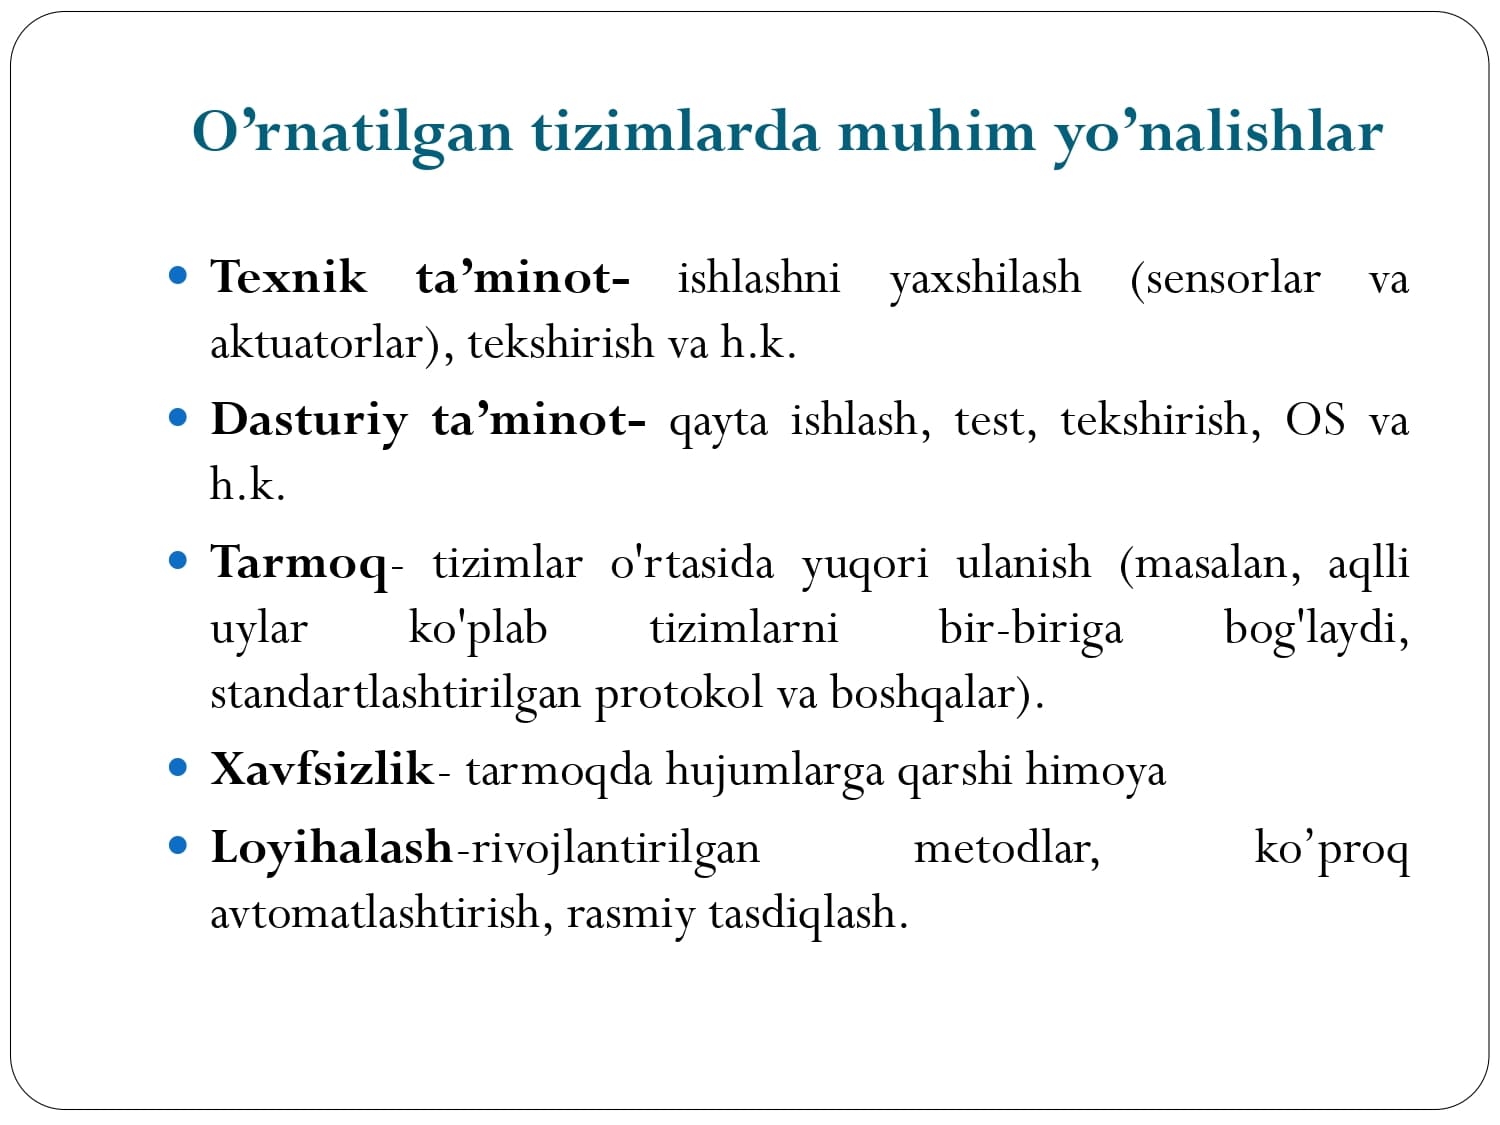 O’rnatilgan tizimlarda muhim yo’nalishlar
• Texnik ta’minot- ishlashni yaxshilash (sensorlar va
aktuatorlar), tekshirish va h.k.
• Dasturiy ta’minot- qayta ishlash, test, tekshirish, OS va
h.k.
• Tarmoq- tizimlar o'rtasida yuqori ulanish (masalan, aqlli
uylar ko'plab tizimlarni bir-biriga bog'laydi,
standartlashtirilgan protokol va boshqalar).
• Xavfsizlik- tarmoqda hujumlarga qarshi himoya
• Loyihalash-rivojlantirilgan metodlar, ko’proq
avtomatlashtirish, rasmiy tasdiqlash.